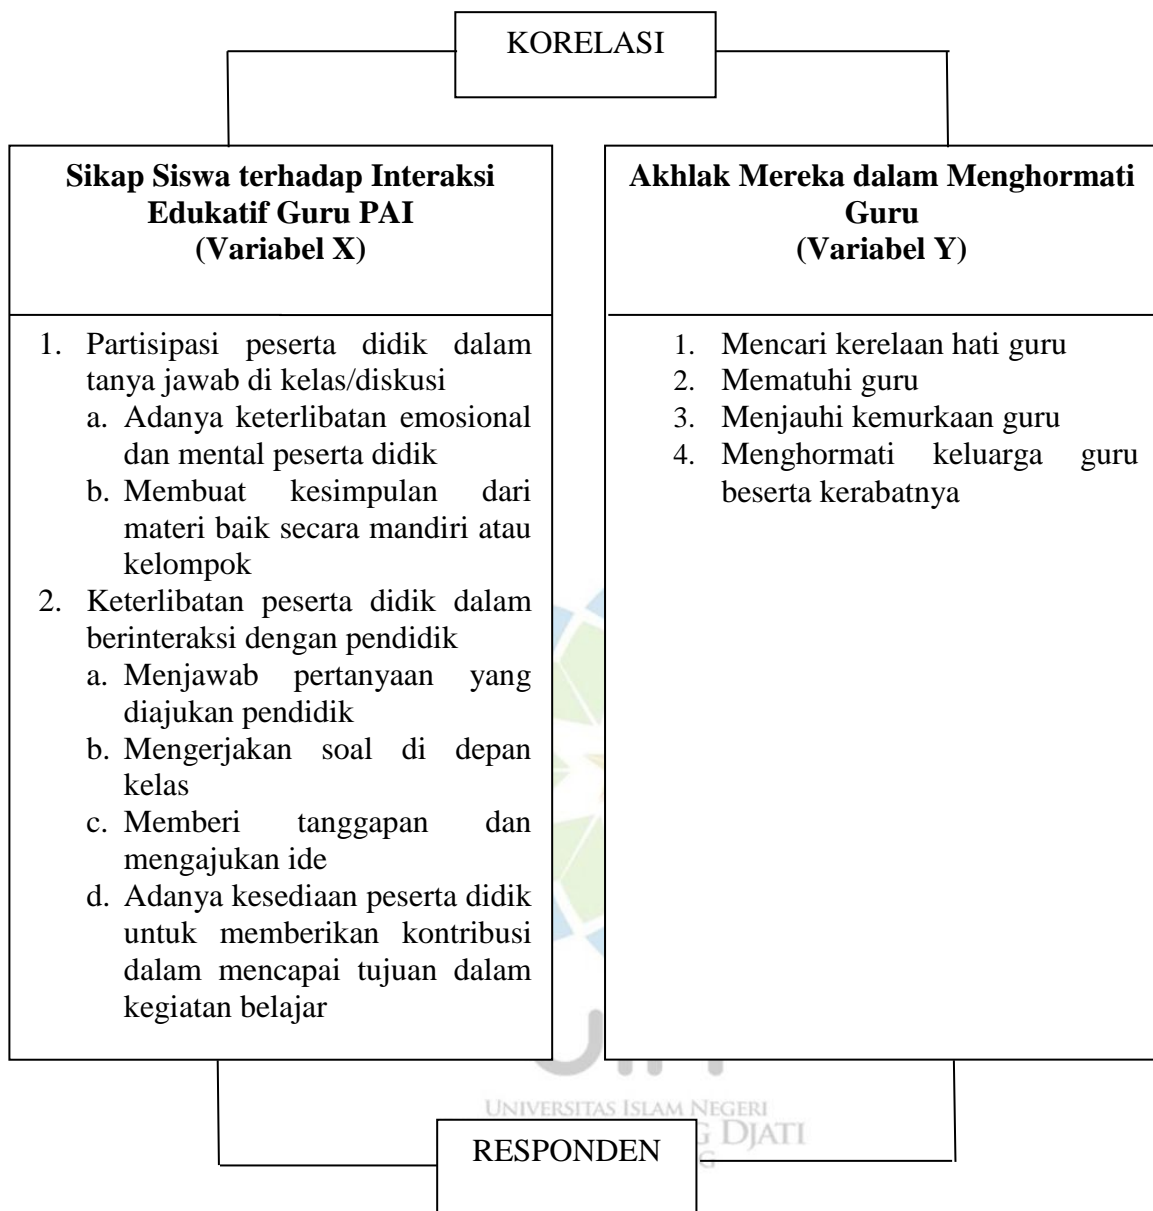 KORELASI
Sikap Siswa terhadap Interaksi
Edukatif Guru PAI
(Variabel X)
1. Partisipasi peserta didik dalam
tanya jawab di kelas/diskusi
a. Adanya keterlibatan emosional
dan mental peserta didik
b. Membuat kesimpulan dari
materi baik secara mandiri atau
kelompok
2. Keterlibatan peserta didik dalam
berinteraksi dengan pendidik
a. Menjawab pertanyaan yang
diajukan pendidik
b. Mengerjakan soal di depan
kelas
c. Memberi tanggapan dan
mengajukan ide
d. Adanya kesediaan peserta didik
untuk memberikan kontribusi
dalam mencapai tujuan dalam
kegiatan belajar
Akhlak Mereka dalam Menghormati
Guru
(Variabel Y)
1. Mencari kerelaan hati guru
2. Mematuhi guru
3. Menjauhi kemurkaan guru
4. Menghormati keluarga guru
beserta kerabatnya
UNIVERSITAS ISLAM NEGERI
DJATI
RESPONDEN